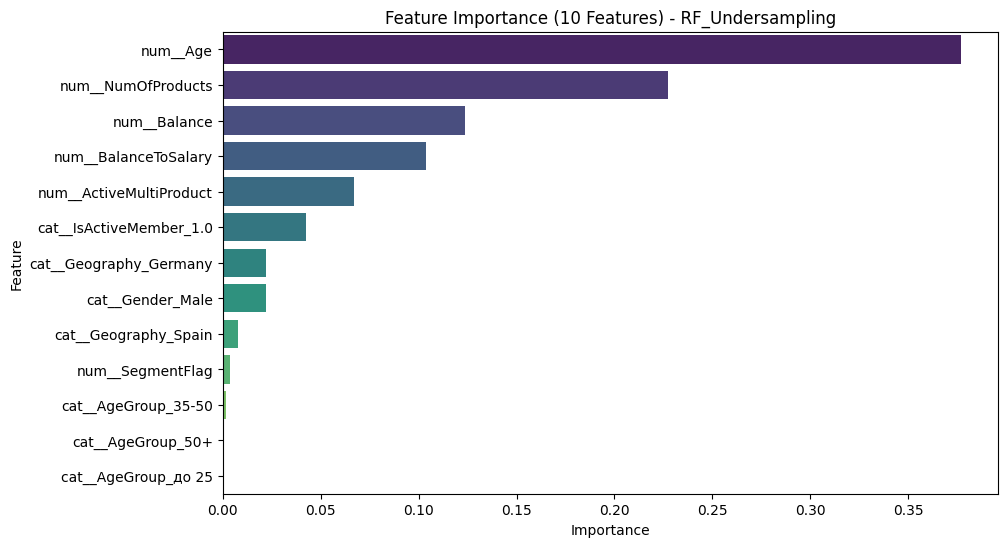 Feature Importance (10 Features) - RF_Undersampling
num__Age
num__NumOfProducts
num__Balance
num__BalanceToSalary
num__ActiveMultiProduct
cat__IsActiveMember_1.0
cat__Geography_Germany
cat__Gender_Male
cat__Geography_Spain
num__SegmentFlag
cat__AgeGroup_35-50
cat__AgeGroup_50+
cat__AgeGroup_до 25
Feature
0.00 0.05 0.10 0.15 0.20 0.25 0.30 0.35
Importance